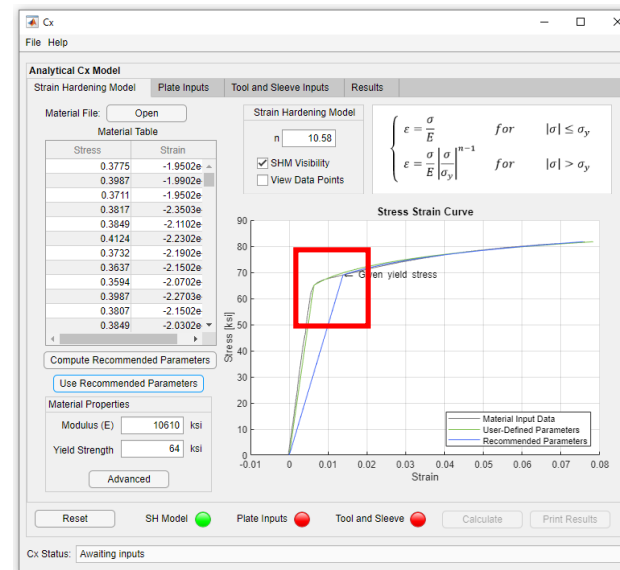 Cx
File Help
Analytical Cx Model
Strain Hardening Model Plate Inputs Tool and Sleeve Inputs Results
Material File: Open
Material Table
Stress Strain
0.3775 -1.9502e
0.3987 -1.9902e
0.3711 -1.9502e
0.3817 -2.3503e
0.3849 -2.1102e
0.4124 -2.2302e
0.3732 -2.1902e
0.3637 -2.1502e
0.3594 -2.0702e
0.3987 -2.2703e
0.3807 -2.1502e
0.3849 -2.0302e
Compute Recommended Parameters
Use Recommended Parameters
Material Properties
Modulus (E) 10610 ksi
Yield Strength 64 ksi
Advanced
Strain Hardening Model
n 10.58
SHM Visibility
View Data Points
ε = σ/E for |σ| ≤ σy
ε = σ/E |σ/σy|^n−1 for |σ| > σy
Stress Strain Curve
90
80
70
60
50
40
30
20
10
0
Stress [ksi]
← Given yield stress
Material Input Data
User-Defined Parameters
Recommended Parameters
-0.01 0 0.01 0.02 0.03 0.04 0.05 0.06 0.07 0.08
Strain
Reset SH Model Plate Inputs Tool and Sleeve Calculate Print Results
Cx Status: Awaiting inputs